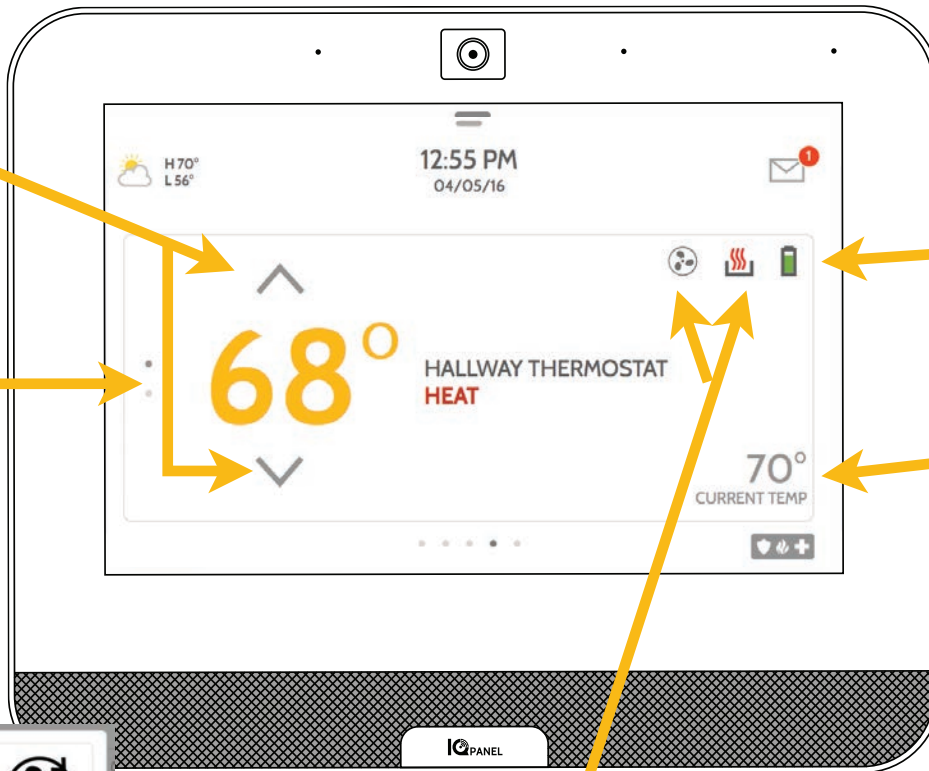 H 70°
L 56°
12:55 PM
04/05/16
1
68°
HALLWAY THERMOSTAT
HEAT
70°
CURRENT TEMP
IQ PANEL